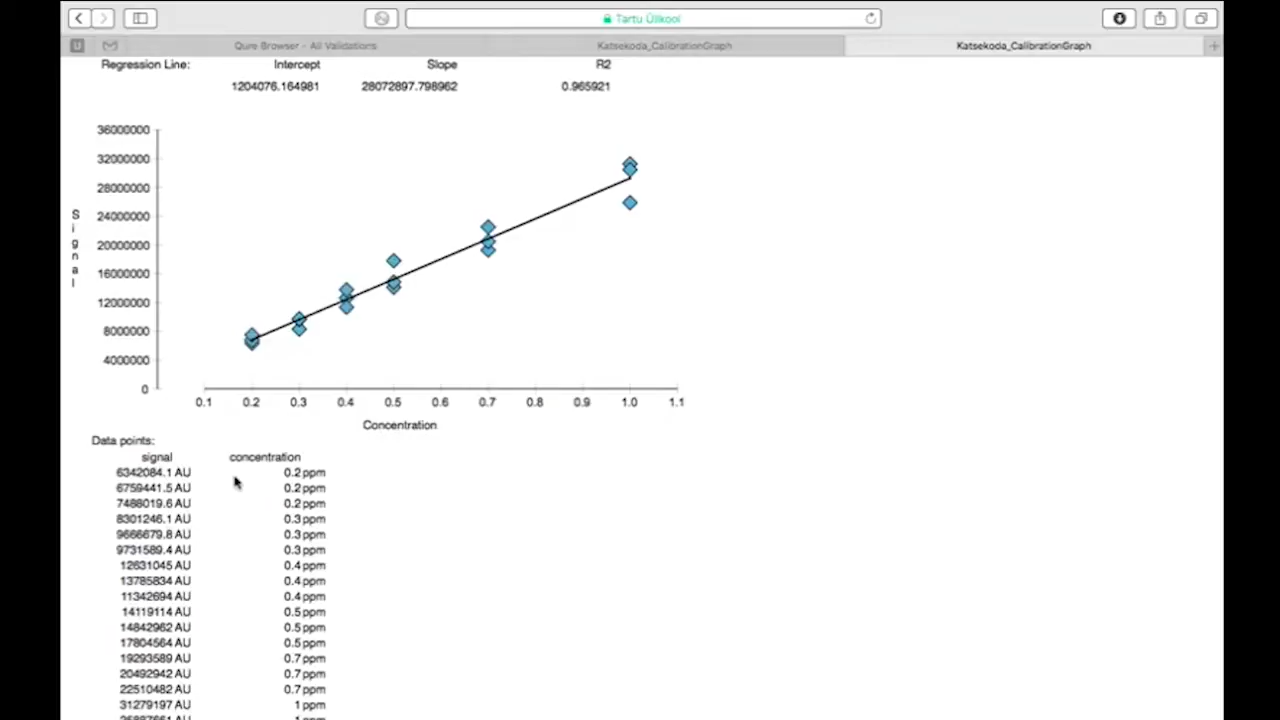 Tartu Ülikool
Qure Browser - All Validations
Katsekoda_CalibrationGraph
Katsekoda_CalibrationGraph
Regression Line: Intercept Slope R2
1204076.164981 28072897.798962 0.965921
36000000
32000000
28000000
24000000
20000000
16000000
12000000
8000000
4000000
0
Signal
0.1 0.2 0.3 0.4 0.5 0.6 0.7 0.8 0.9 1.0 1.1
Concentration
Data points:
signal concentration
6342084.1 AU 0.2 ppm
6759441.5 AU 0.2 ppm
7488019.6 AU 0.2 ppm
8301246.1 AU 0.3 ppm
9666679.8 AU 0.3 ppm
9731589.4 AU 0.3 ppm
12631045 AU 0.4 ppm
13785834 AU 0.4 ppm
11342694 AU 0.4 ppm
14119114 AU 0.5 ppm
14842962 AU 0.5 ppm
17804564 AU 0.5 ppm
19293589 AU 0.7 ppm
20492942 AU 0.7 ppm
22510482 AU 0.7 ppm
31279197 AU 1 ppm